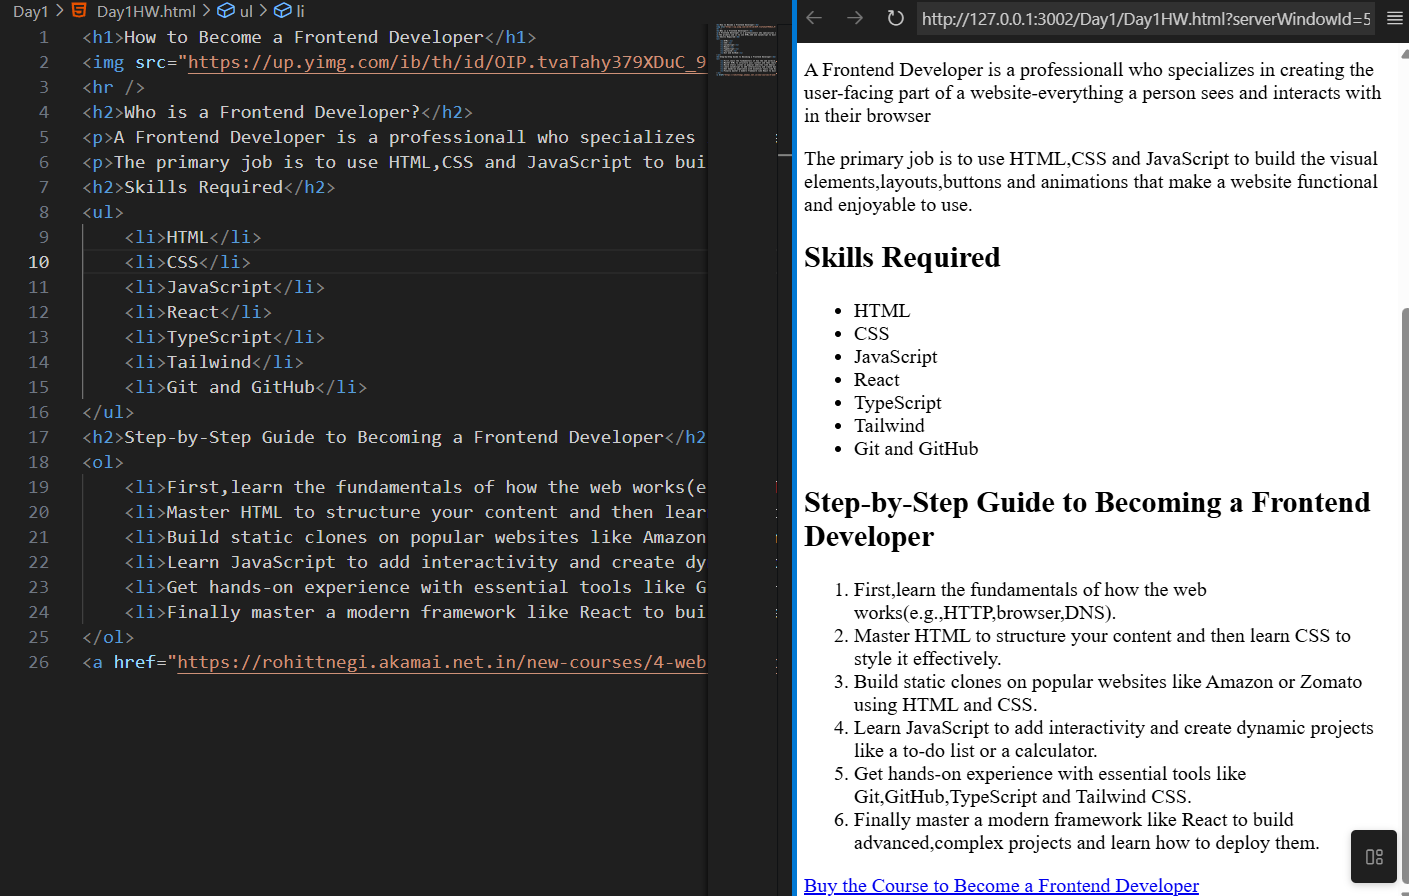 Day1 > Day1HW.html > ul > li
1 <h1>How to Become a Frontend Developer</h1>
2 <img src="https://up.yimg.com/ib/th/id/OIP.tvaTahy379XDuC_9
3 <hr />
4 <h2>Who is a Frontend Developer?</h2>
5 <p>A Frontend Developer is a professionall who specializes
6 <p>The primary job is to use HTML,CSS and JavaScript to bui
7 <h2>Skills Required</h2>
8 <ul>
9 <li>HTML</li>
10 <li>CSS</li>
11 <li>JavaScript</li>
12 <li>React</li>
13 <li>TypeScript</li>
14 <li>Tailwind</li>
15 <li>Git and GitHub</li>
16 </ul>
17 <h2>Step-by-Step Guide to Becoming a Frontend Developer</h2
18 <ol>
19 <li>First,learn the fundamentals of how the web works(e
20 <li>Master HTML to structure your content and then lear
21 <li>Build static clones on popular websites like Amazon
22 <li>Learn JavaScript to add interactivity and create dy
23 <li>Get hands-on experience with essential tools like G
24 <li>Finally master a modern framework like React to bui
25 </ol>
26 <a href="https://rohittnegi.akamai.net.in/new-courses/4-web
http://127.0.0.1:3002/Day1/Day1HW.html?serverWindowId=5
A Frontend Developer is a professionall who specializes in creating the
user-facing part of a website-everything a person sees and interacts with
in their browser
The primary job is to use HTML,CSS and JavaScript to build the visual
elements,layouts,buttons and animations that make a website functional
and enjoyable to use.
Skills Required
• HTML
• CSS
• JavaScript
• React
• TypeScript
• Tailwind
• Git and GitHub
Step-by-Step Guide to Becoming a Frontend
Developer
1. First,learn the fundamentals of how the web
works(e.g.,HTTP,browser,DNS).
2. Master HTML to structure your content and then learn CSS to
style it effectively.
3. Build static clones on popular websites like Amazon or Zomato
using HTML and CSS.
4. Learn JavaScript to add interactivity and create dynamic projects
like a to-do list or a calculator.
5. Get hands-on experience with essential tools like
Git,GitHub,TypeScript and Tailwind CSS.
6. Finally master a modern framework like React to build
advanced,complex projects and learn how to deploy them.
Buy the Course to Become a Frontend Developer